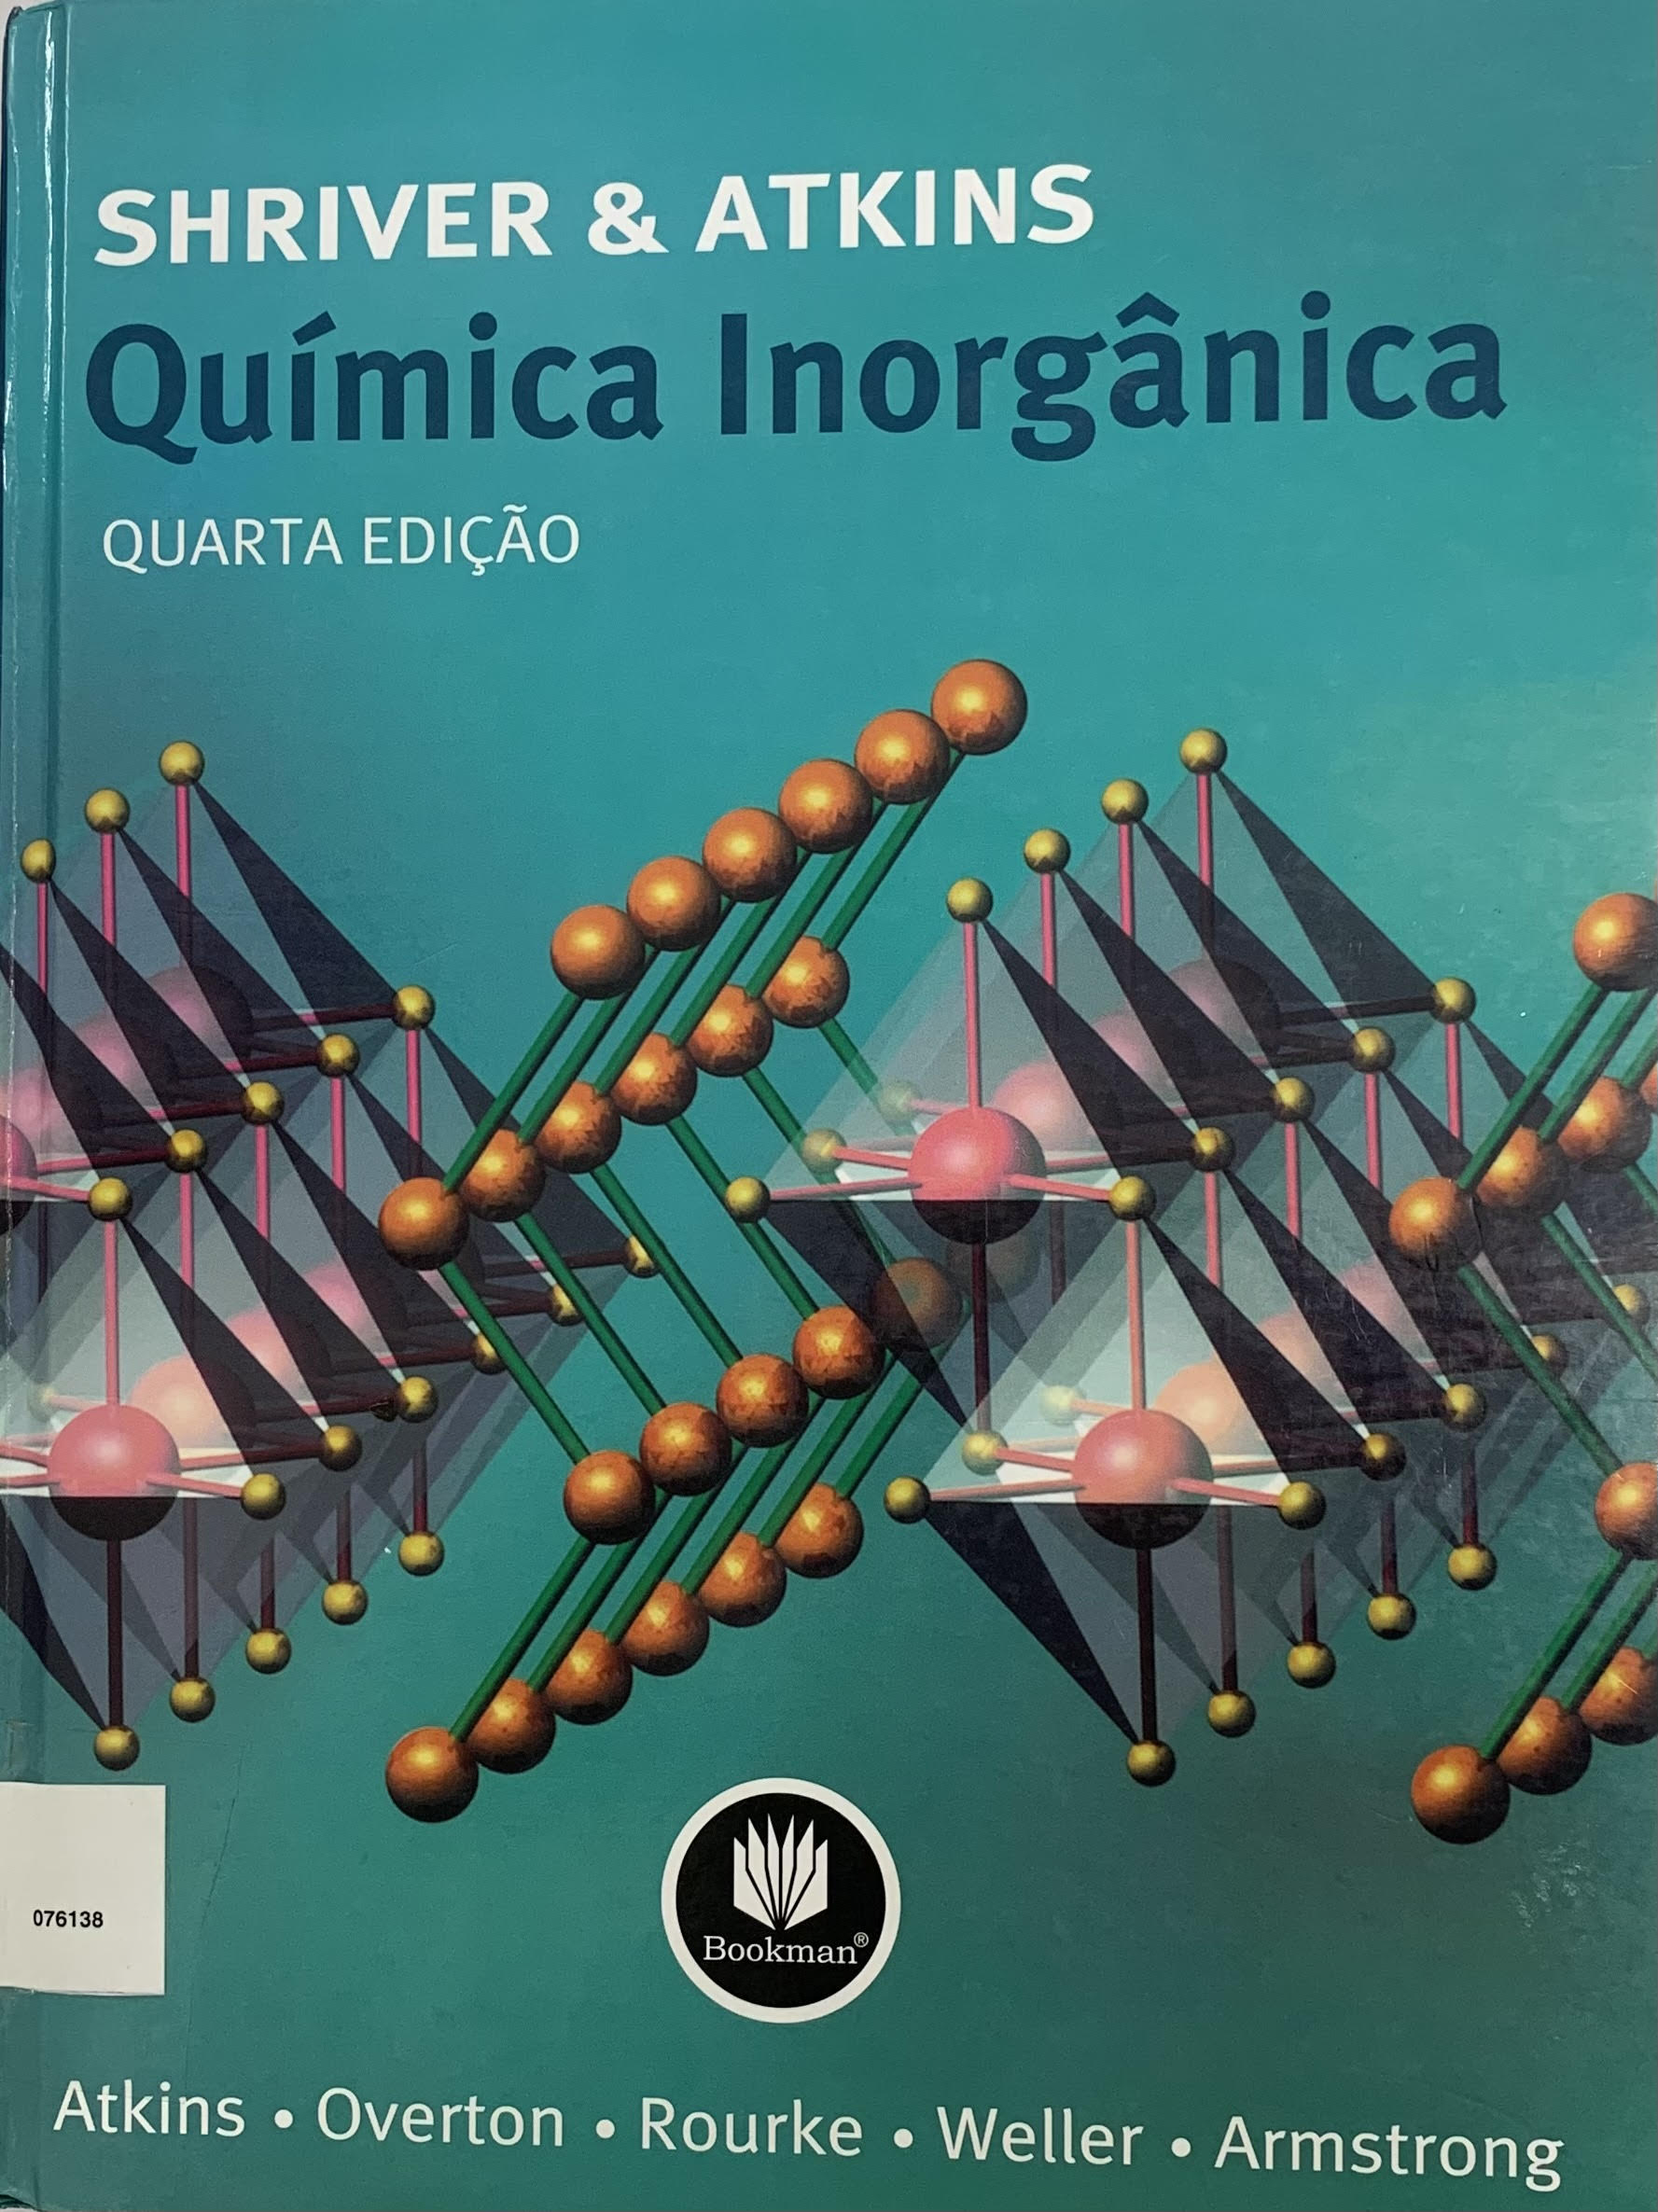 SHRIVER & ATKINS
Química Inorgânica
QUARTA EDIÇÃO
076138
Bookman®
Atkins • Overton • Rourke • Weller • Armstrong